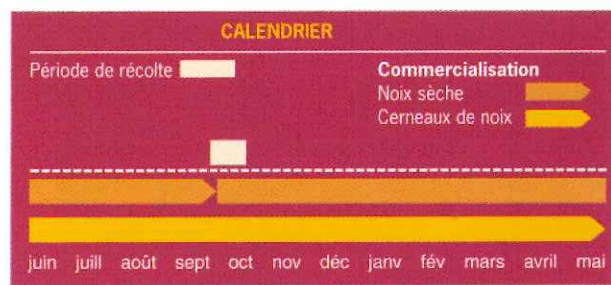 CALENDRIER
Période de récolte
Commercialisation
Noix sèche
Cerneaux de noix
juin juill août sept oct nov déc janv fév mars avril mai